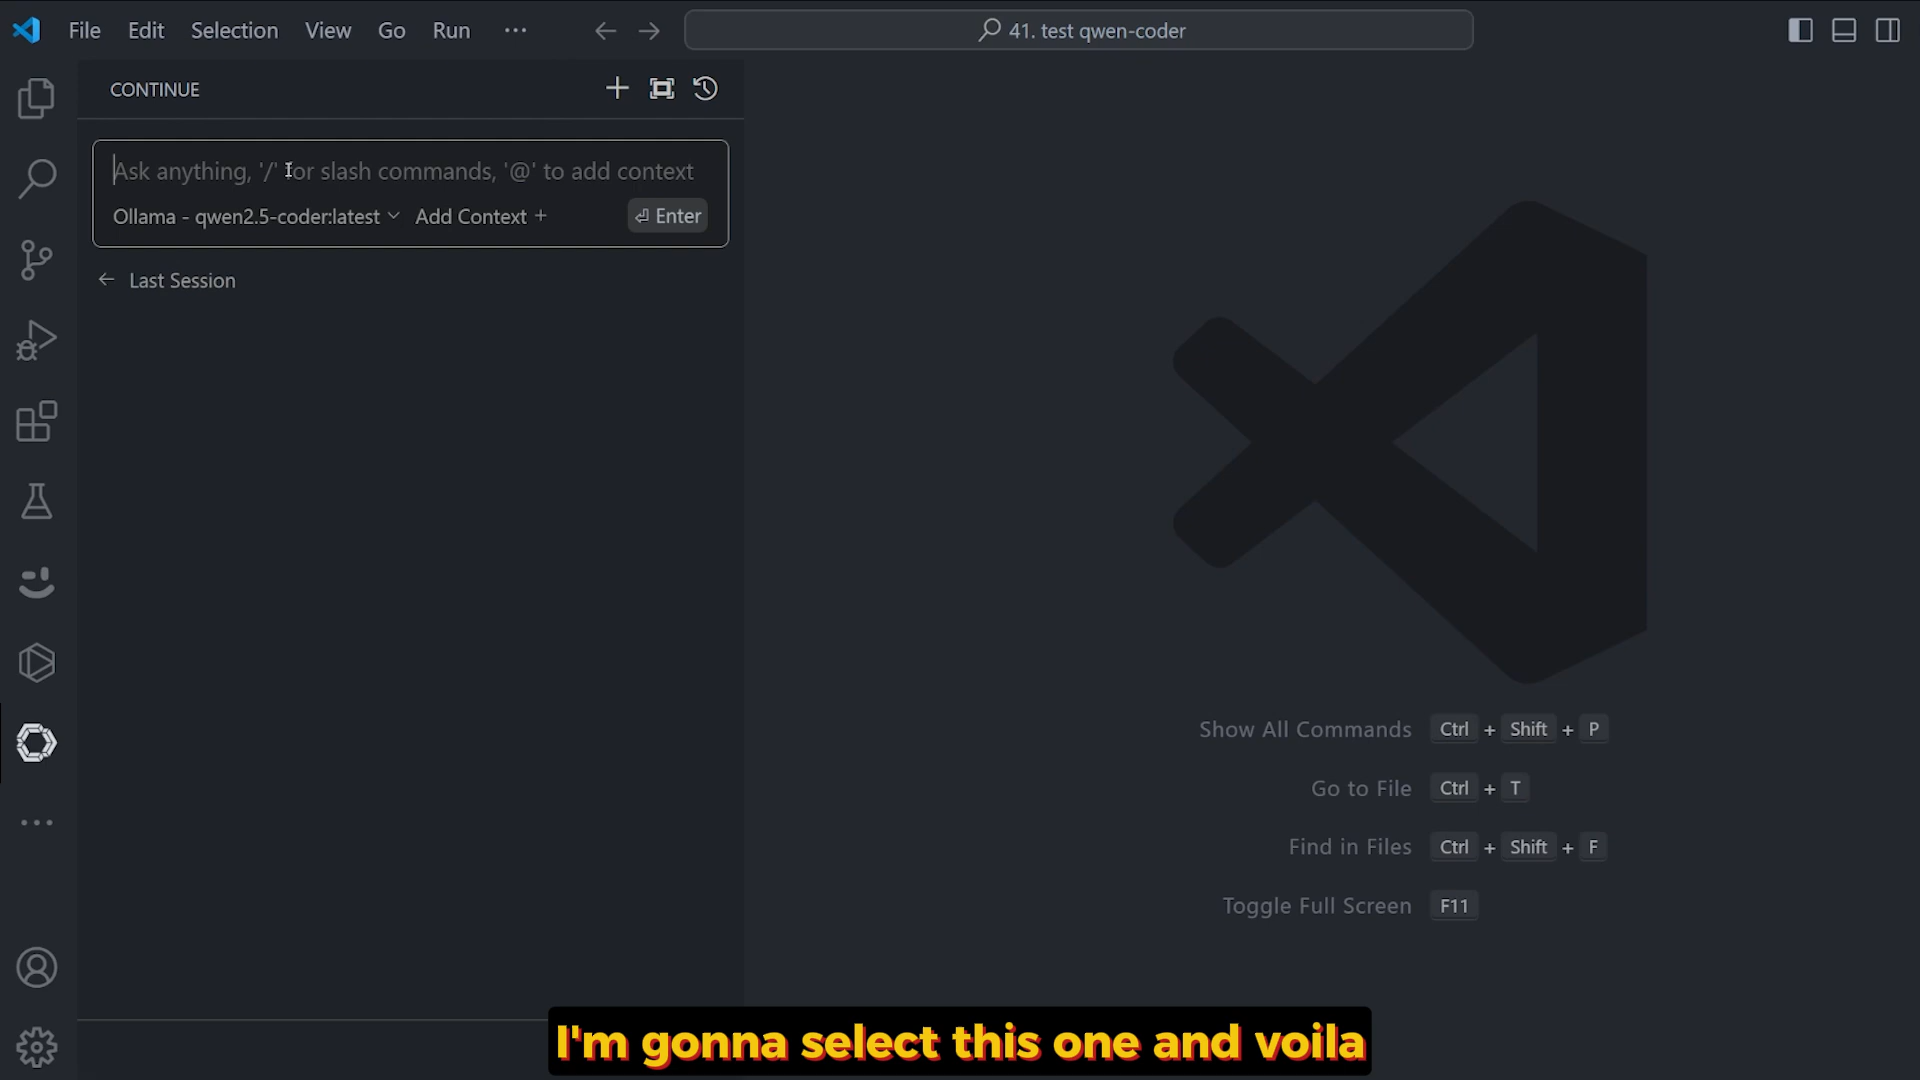 File Edit Selection View Go Run ···
41. test qwen-coder
CONTINUE
Ask anything, '/' for slash commands, '@' to add context
Ollama - qwen2.5-coder:latest Add Context + ⏎ Enter
← Last Session
Show All Commands Ctrl + Shift + P
Go to File Ctrl + T
Find in Files Ctrl + Shift + F
Toggle Full Screen F11
I'm gonna select this one and voila